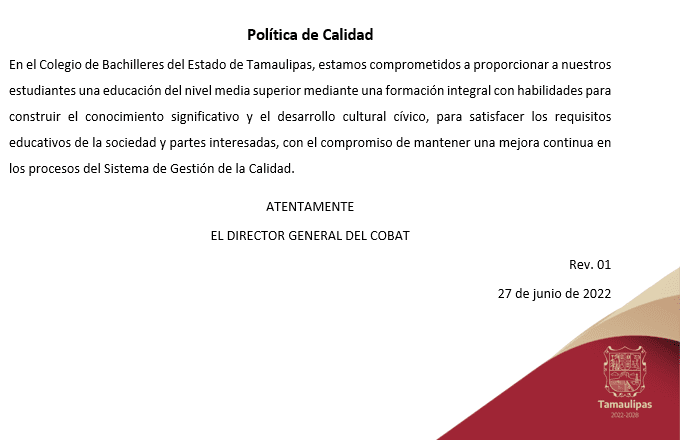 Política de Calidad
En el Colegio de Bachilleres del Estado de Tamaulipas, estamos comprometidos a proporcionar a nuestros
estudiantes una educación del nivel media superior mediante una formación integral con habilidades para
construir el conocimiento significativo y el desarrollo cultural cívico, para satisfacer los requisitos
educativos de la sociedad y partes interesadas, con el compromiso de mantener una mejora continua en
los procesos del Sistema de Gestión de la Calidad.
ATENTAMENTE
EL DIRECTOR GENERAL DEL COBAT
Rev. 01
27 de junio de 2022
Tamaulipas
2022-2028